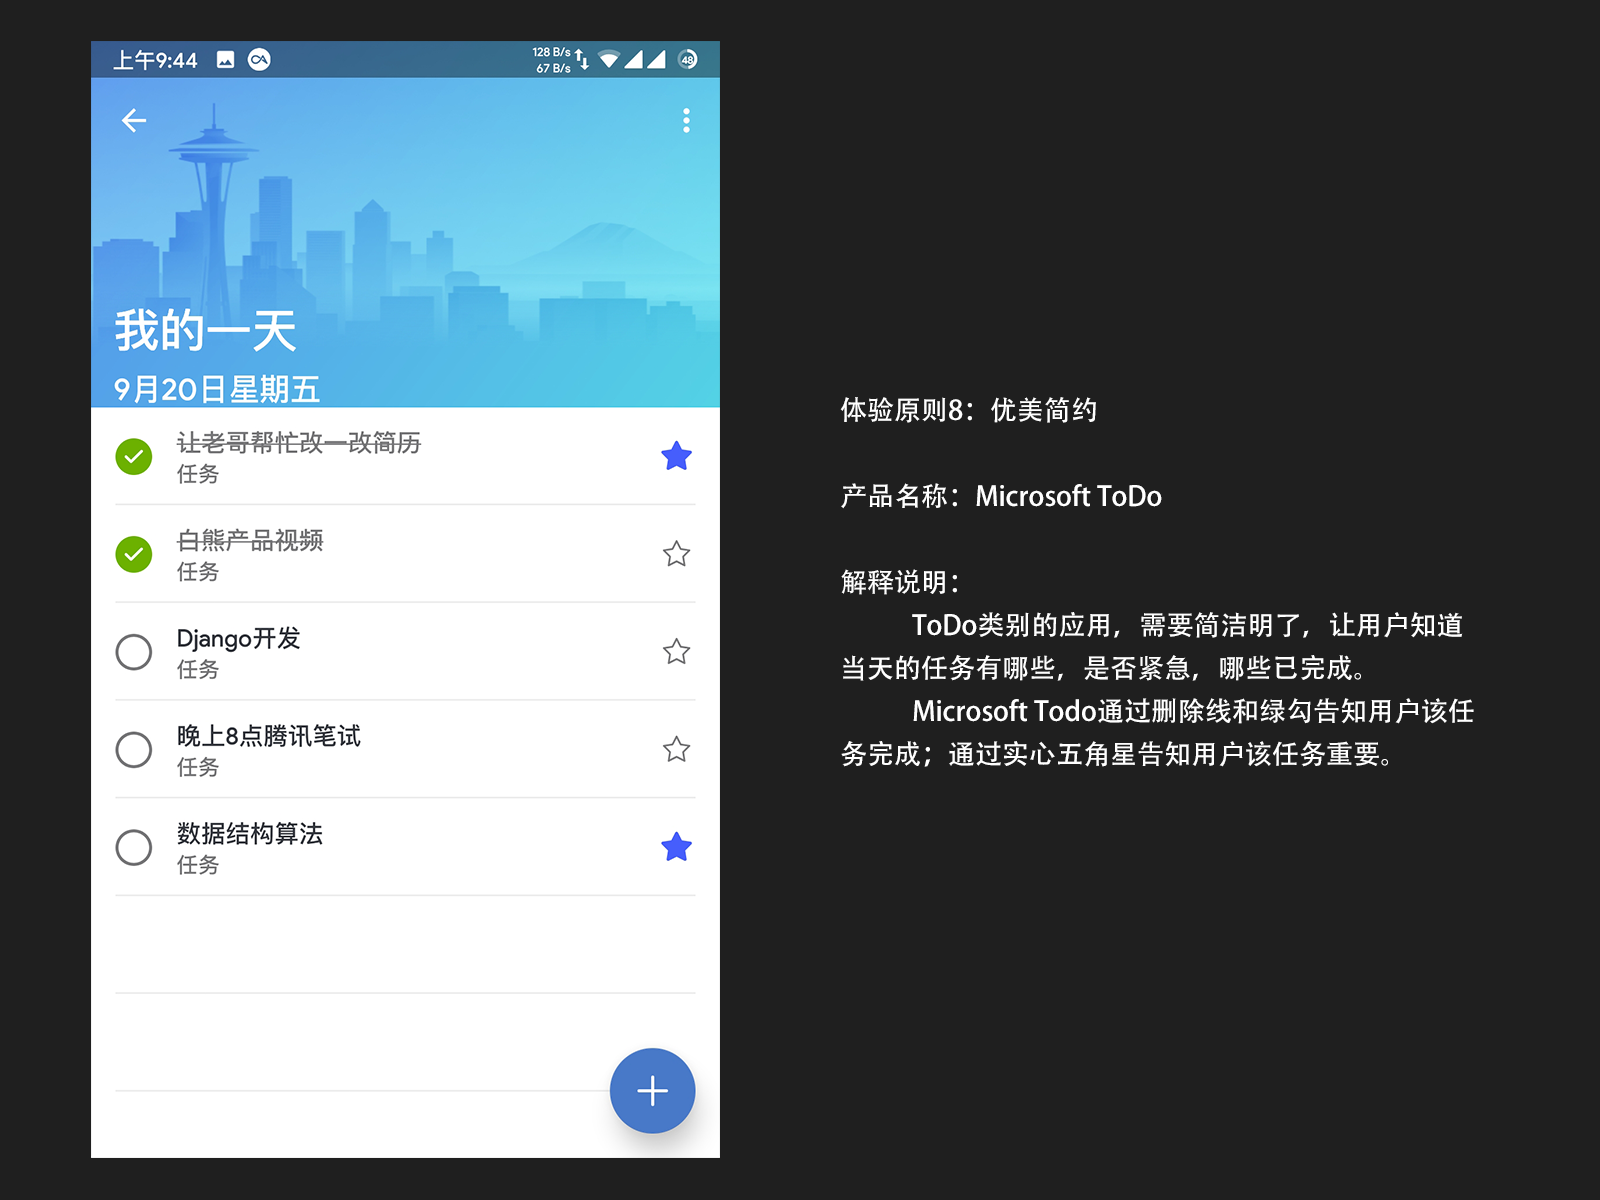 上午9:44
128 B/s
67 B/s
48
我的一天
9月20日星期五
让老哥帮忙改一改简历
任务
白熊产品视频
任务
Django开发
任务
晚上8点腾讯笔试
任务
数据结构算法
任务
体验原则8：优美简约
产品名称：Microsoft ToDo
解释说明：
ToDo类别的应用，需要简洁明了，让用户知道
当天的任务有哪些，是否紧急，哪些已完成。
Microsoft Todo通过删除线和绿勾告知用户该任
务完成；通过实心五角星告知用户该任务重要。